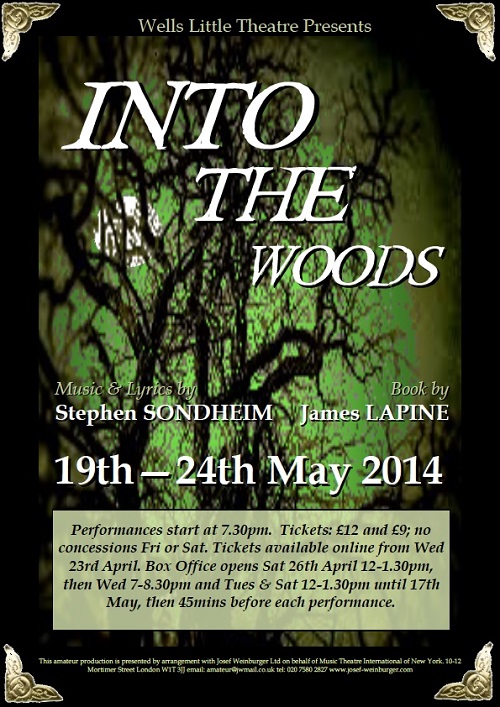 Wells Little Theatre Presents
INTO
THE
WOODS
Music & Lyrics by
Stephen SONDHEIM
Book by
James LAPINE
19th—24th May 2014
Performances start at 7.30pm. Tickets: £12 and £9; no
concessions Fri or Sat. Tickets available online from Wed
23rd April. Box Office opens Sat 26th April 12-1.30pm,
then Wed 7-8.30pm and Tues & Sat 12-1.30pm until 17th
May, then 45mins before each performance.
This amateur production is presented by arrangement with Josef Weinburger Ltd on behalf of Music Theatre International of New York. 10-12
Mortimer Street London W1T 3JJ email: amateur@jwmail.co.uk tel: 020 7580 2827 www.josef-weinburger.com